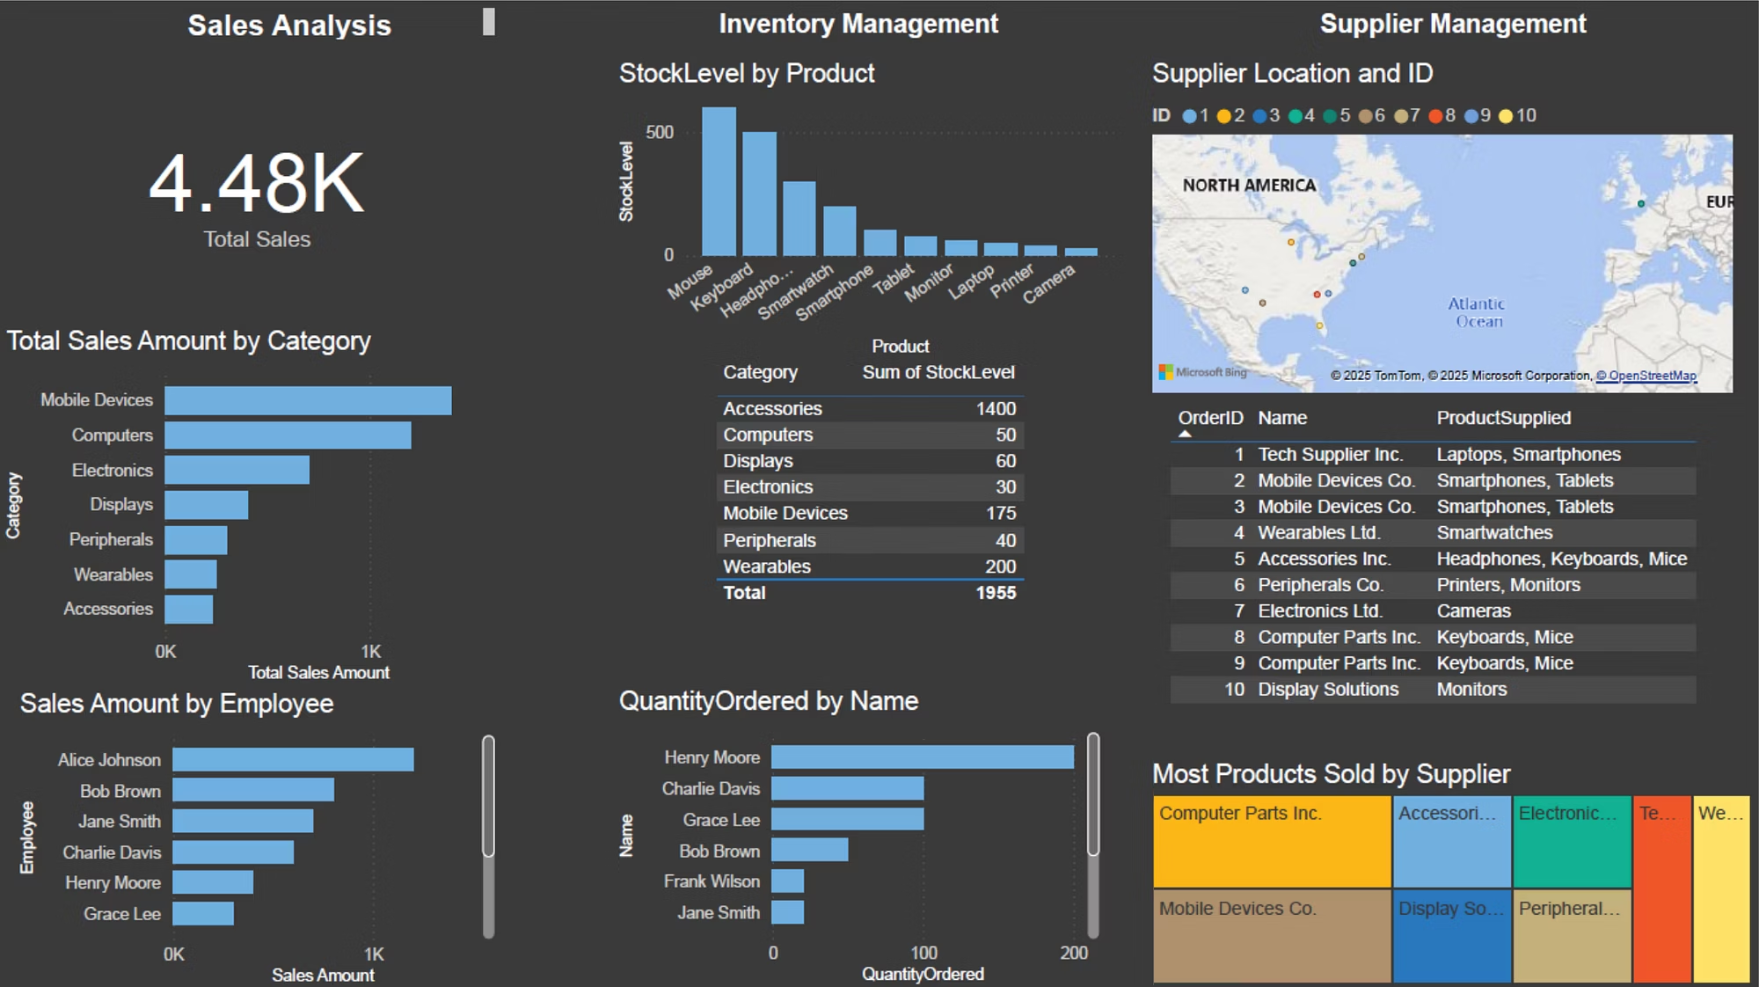 Sales Analysis
4.48K
Total Sales
Total Sales Amount by Category
Category
Mobile Devices
Computers
Electronics
Displays
Peripherals
Wearables
Accessories
0K 1K
Total Sales Amount
Sales Amount by Employee
Employee
Alice Johnson
Bob Brown
Jane Smith
Charlie Davis
Henry Moore
Grace Lee
0K 1K
Sales Amount
Inventory Management
StockLevel by Product
StockLevel
500
0
Mouse
Keyboard
Headpho...
Smartwatch
Smartphone
Tablet
Monitor
Laptop
Printer
Camera
Product
Category Sum of StockLevel
Accessories 1400
Computers 50
Displays 60
Electronics 30
Mobile Devices 175
Peripherals 40
Wearables 200
Total 1955
QuantityOrdered by Name
Name
Henry Moore
Charlie Davis
Grace Lee
Bob Brown
Frank Wilson
Jane Smith
0 100 200
QuantityOrdered
Supplier Management
Supplier Location and ID
ID 1 2 3 4 5 6 7 8 9 10
NORTH AMERICA
EUR
Atlantic
Ocean
Microsoft Bing
© 2025 TomTom, © 2025 Microsoft Corporation, © OpenStreetMap
OrderID Name ProductSupplied
1 Tech Supplier Inc. Laptops, Smartphones
2 Mobile Devices Co. Smartphones, Tablets
3 Mobile Devices Co. Smartphones, Tablets
4 Wearables Ltd. Smartwatches
5 Accessories Inc. Headphones, Keyboards, Mice
6 Peripherals Co. Printers, Monitors
7 Electronics Ltd. Cameras
8 Computer Parts Inc. Keyboards, Mice
9 Computer Parts Inc. Keyboards, Mice
10 Display Solutions Monitors
Most Products Sold by Supplier
Computer Parts Inc. Accessori... Electronic... Te... We...
Mobile Devices Co. Display So... Peripheral...